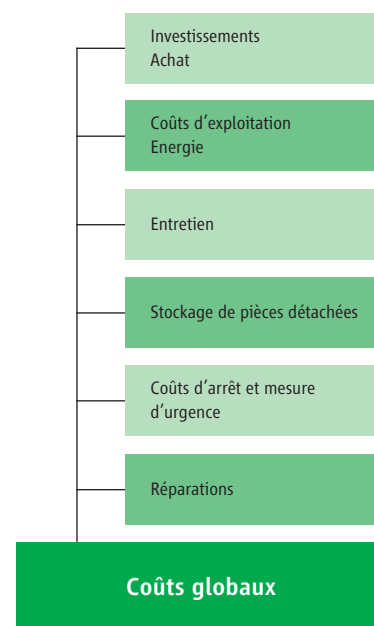 Investissements
Achat
Coûts d’exploitation
Energie
Entretien
Stockage de pièces détachées
Coûts d’arrêt et mesure
d’urgence
Réparations
Coûts globaux